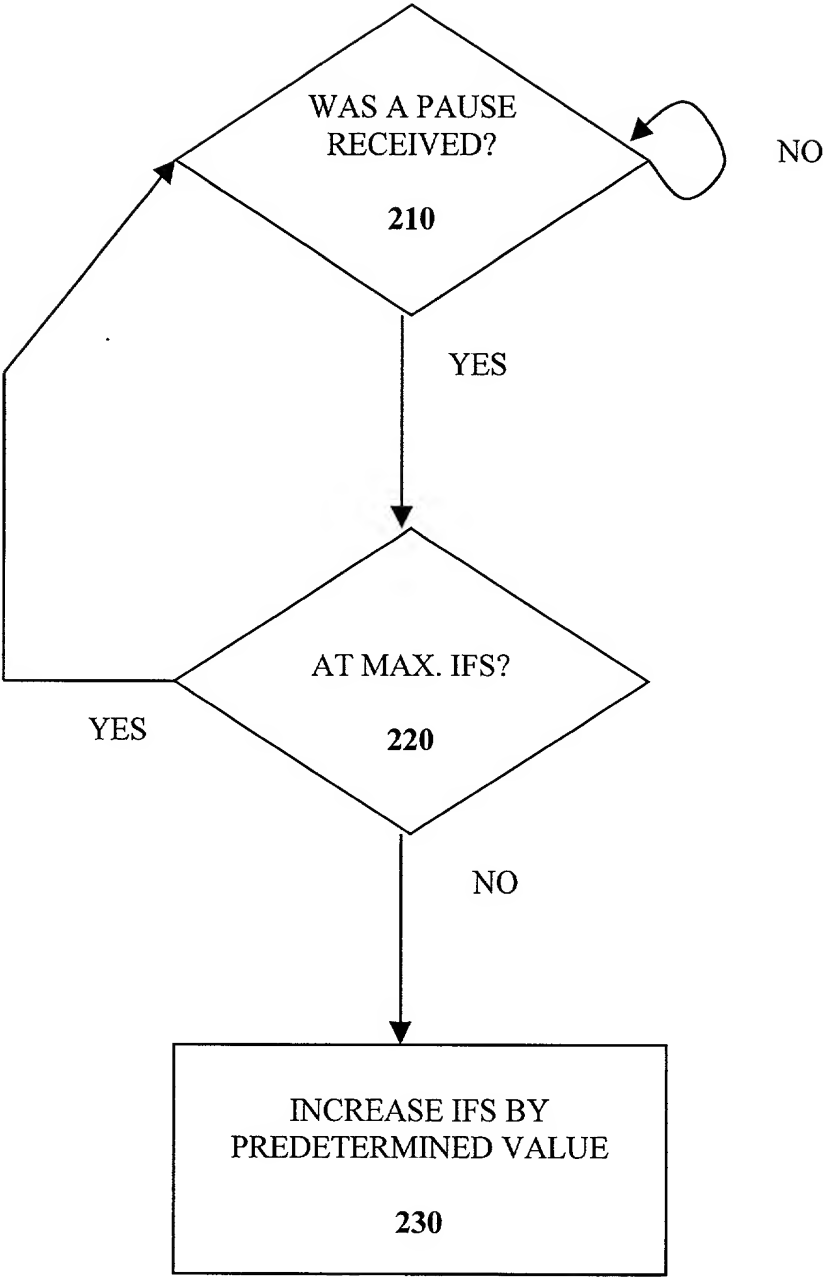 WAS A PAUSE
RECEIVED?
NO
210
YES
AT MAX. IFS?
YES
220
NO
INCREASE IFS BY
PREDETERMINED VALUE
230